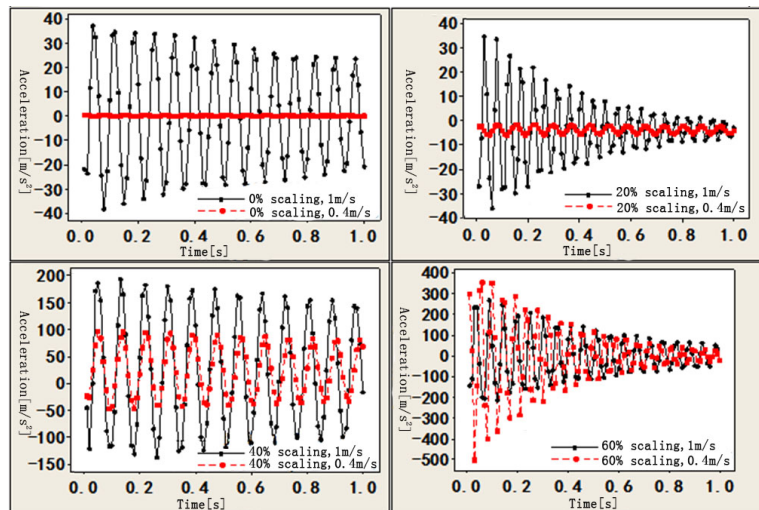 Acceleration[m/s²]
40
30
20
10
0
-10
-20
-30
-40
0% scaling,1m/s
0% scaling,0.4m/s
0.0 0.2 0.4 0.6 0.8 1.0
Time[s]
Acceleration[m/s²]
40
30
20
10
0
-10
-20
-30
-40
20% scaling,1m/s
20% scaling,0.4m/s
0.0 0.2 0.4 0.6 0.8 1.0
Time[s]
Acceleration[m/s²]
200
150
100
50
0
-50
-100
-150
40% scaling,1m/s
40% scaling,0.4m/s
0.0 0.2 0.4 0.6 0.8 1.0
Time[s]
Acceleration[m/s²]
400
300
200
100
0
-100
-200
-300
-400
-500
60% scaling,1m/s
60% scaling,0.4m/s
0.0 0.2 0.4 0.6 0.8 1.0
Time[s]